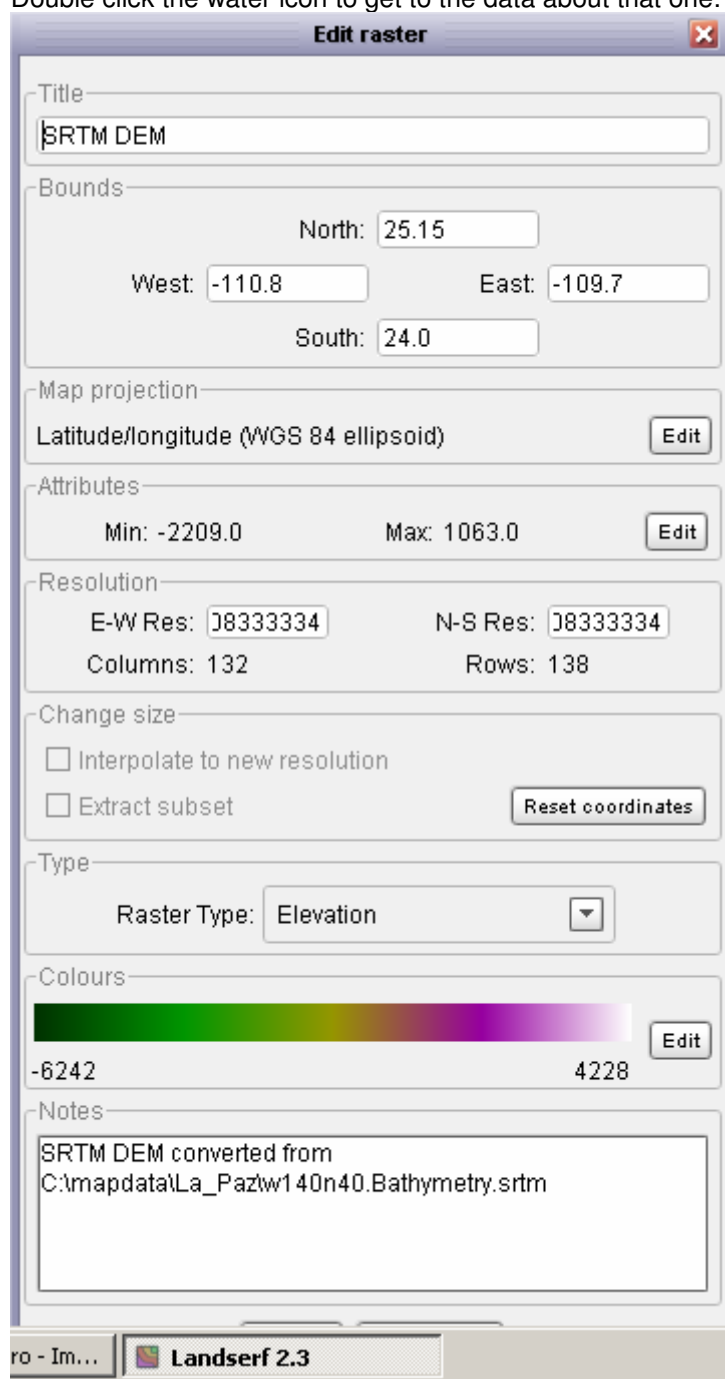 Double click the water icon to get to the data about that one.
Edit raster
Title
SRTM DEM
Bounds
North: 25.15
West: -110.8 East: -109.7
South: 24.0
Map projection
Latitude/longitude (WGS 84 ellipsoid) Edit
Attributes
Min: -2209.0 Max: 1063.0 Edit
Resolution
E-W Res: 08333334 N-S Res: 08333334
Columns: 132 Rows: 138
Change size
Interpolate to new resolution
Extract subset Reset coordinates
Type
Raster Type: Elevation
Colours
Edit
-6242 4228
Notes
SRTM DEM converted from
C:\mapdata\La_Paz\w140n40.Bathymetry.srtm
ro - Im... Landserf 2.3